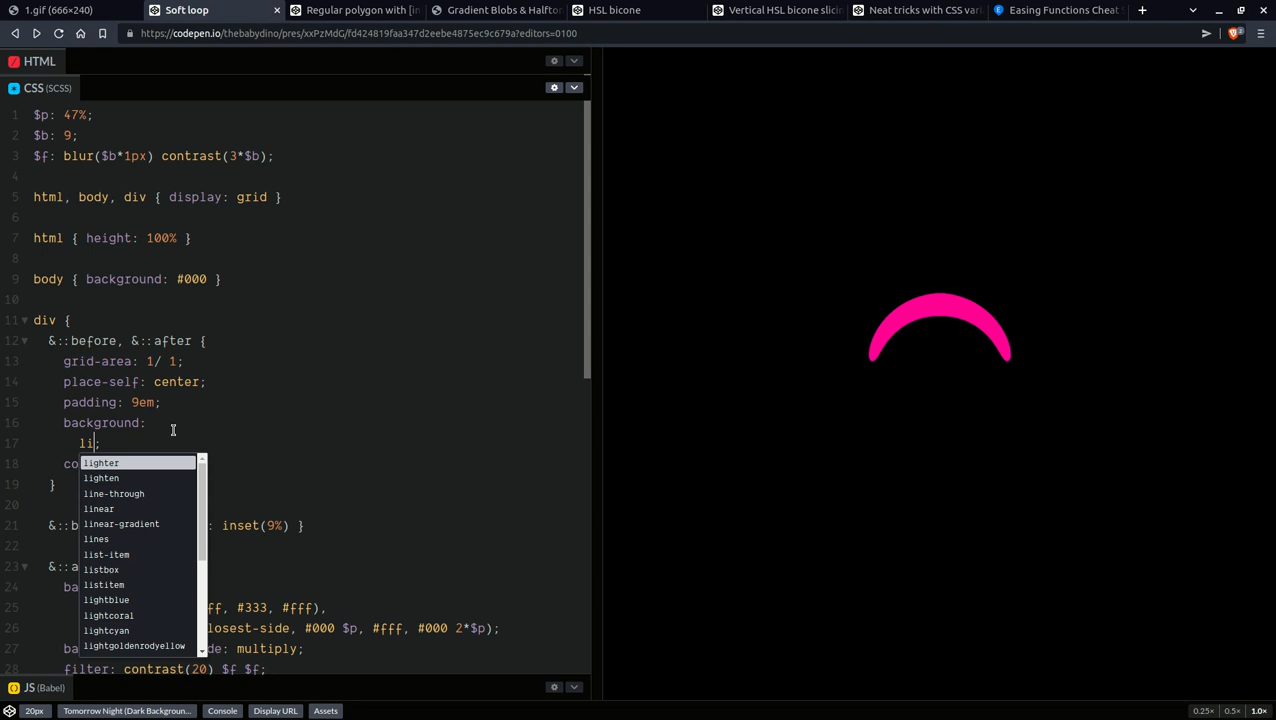 1.gif (666×240)
Soft loop
Regular polygon with [in
Gradient Blobs & Halfton
HSL bicone
Vertical HSL bicone slicin
Neat tricks with CSS vari
Easing Functions Cheat S
https://codepen.io/thebabydino/pres/xxPzMdG/fd424819faa347d2eebe4875ec9c679a?editors=0100
HTML
CSS (SCSS)
1 $p: 47%;
2 $b: 9;
3 $f: blur($b*1px) contrast(3*$b);
4
5 html, body, div { display: grid }
6
7 html { height: 100% }
8
9 body { background: #000 }
10
11 div {
12 &::before, &::after {
13 grid-area: 1/ 1;
14 place-self: center;
15 padding: 9em;
16 background:
17 li;
lighter
18 co
lighten
19 }
line-through
20
linear
21 &::b : inset(9%) }
linear-gradient
22
lines
list-item
23 &::a
listbox
24 ba
listitem
lightblue
25 ff, #333, #fff),
lightcoral
26 closest-side, #000 $p, #fff, #000 2*$p);
lightcyan
27 ba de: multiply;
lightgoldenrodyellow
28 filter: contrast(20) $f $f;
JS (Babel)
20px
Tomorrow Night (Dark Backgroun...
Console
Display URL
Assets
0.25×
0.5×
1.0×